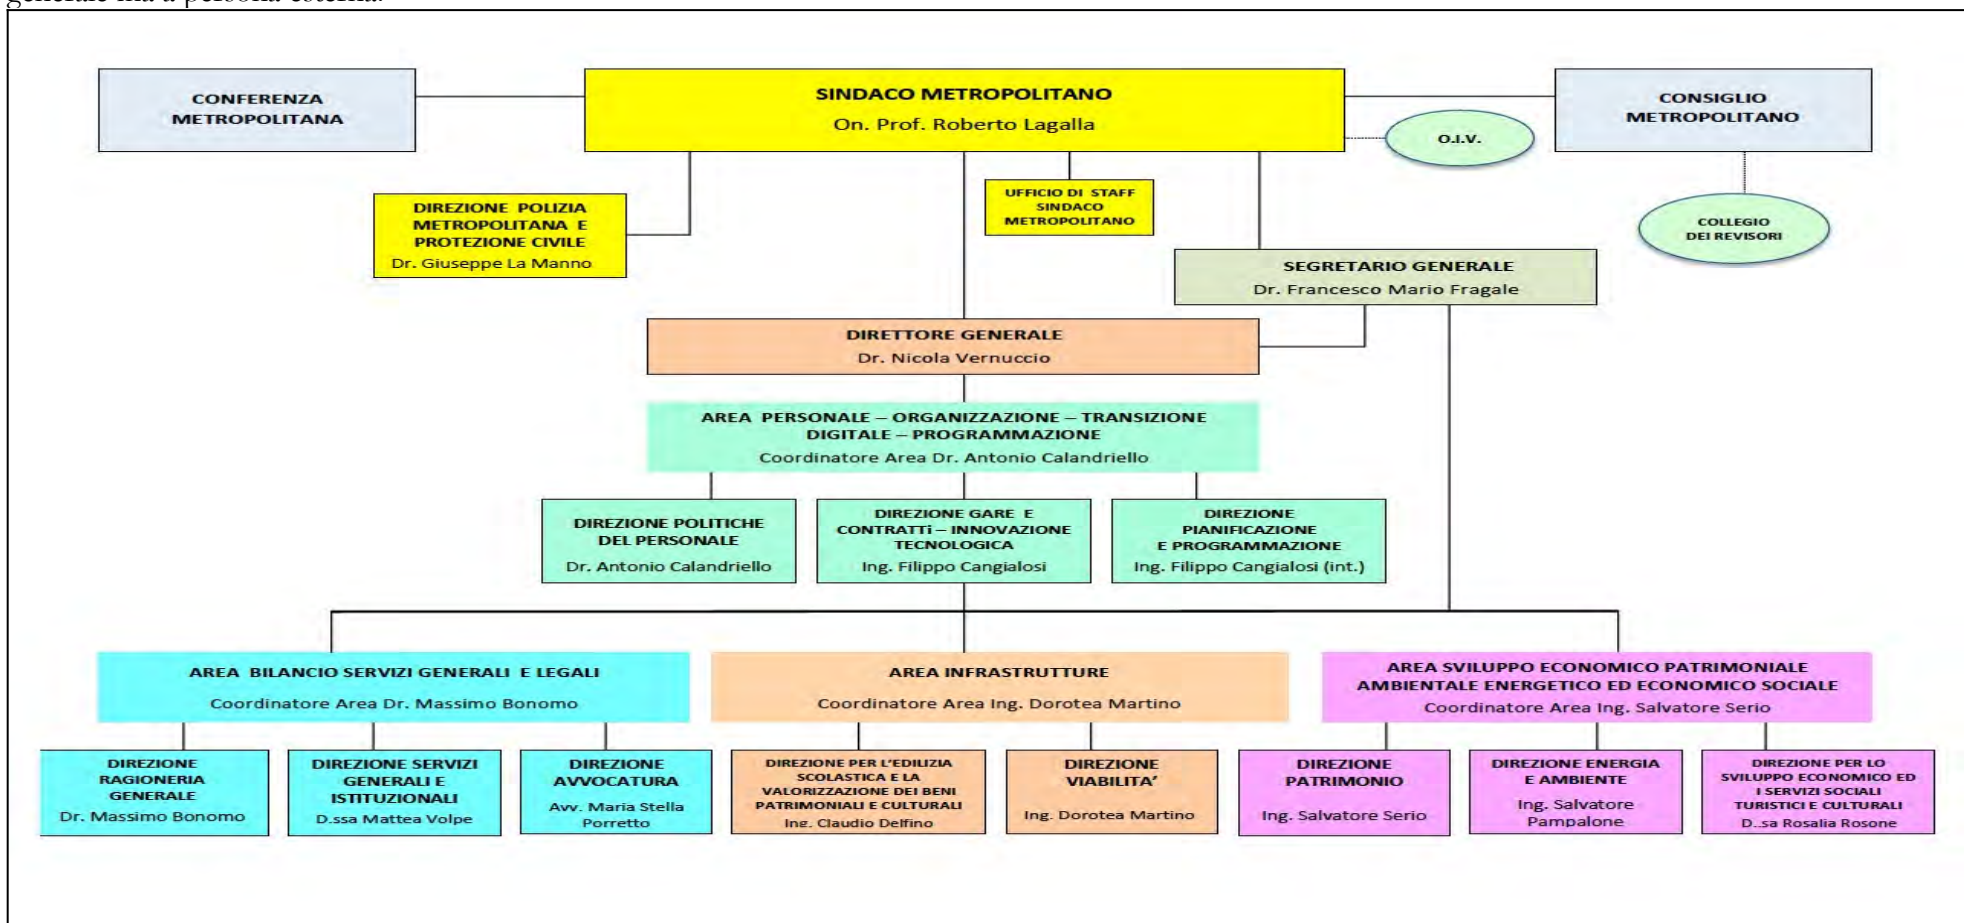 generale ma a persona esterna.
CONFERENZA
METROPOLITANA
SINDACO METROPOLITANO
On. Prof. Roberto Lagalla
CONSIGLIO
METROPOLITANO
O.I.V.
DIREZIONE POLIZIA
METROPOLITANA E
PROTEZIONE CIVILE
Dr. Giuseppe La Manno
UFFICIO DI STAFF
SINDACO
METROPOLITANO
COLLEGIO
DEI REVISORI
SEGRETARIO GENERALE
Dr. Francesco Mario Fragale
DIRETTORE GENERALE
Dr. Nicola Vernuccio
AREA PERSONALE – ORGANIZZAZIONE – TRANSIZIONE
DIGITALE – PROGRAMMAZIONE
Coordinatore Area Dr. Antonio Calandriello
DIREZIONE POLITICHE
DEL PERSONALE
Dr. Antonio Calandriello
DIREZIONE GARE E
CONTRATTi – INNOVAZIONE
TECNOLOGICA
Ing. Filippo Cangialosi
DIREZIONE
PIANIFICAZIONE
E PROGRAMMAZIONE
Ing. Filippo Cangialosi (int.)
AREA BILANCIO SERVIZI GENERALI E LEGALI
Coordinatore Area Dr. Massimo Bonomo
AREA INFRASTRUTTURE
Coordinatore Area Ing. Dorotea Martino
AREA SVILUPPO ECONOMICO PATRIMONIALE
AMBIENTALE ENERGETICO ED ECONOMICO SOCIALE
Coordinatore Area Ing. Salvatore Serio
DIREZIONE
RAGIONERIA
GENERALE
Dr. Massimo Bonomo
DIREZIONE SERVIZI
GENERALI E
ISTITUZIONALI
D.ssa Mattea Volpe
DIREZIONE
AVVOCATURA
Avv. Maria Stella
Porretto
DIREZIONE PER L'EDILIZIA
SCOLASTICA E LA
VALORIZZAZIONE DEI BENI
PATRIMONIALI E CULTURALI
Ing. Claudio Delfino
DIREZIONE
VIABILITA'
Ing. Dorotea Martino
DIREZIONE
PATRIMONIO
Ing. Salvatore Serio
DIREZIONE ENERGIA
E AMBIENTE
Ing. Salvatore
Pampalone
DIREZIONE PER LO
SVILUPPO ECONOMICO ED
I SERVIZI SOCIALI
TURISTICI E CULTURALI
D..sa Rosalia Rosone